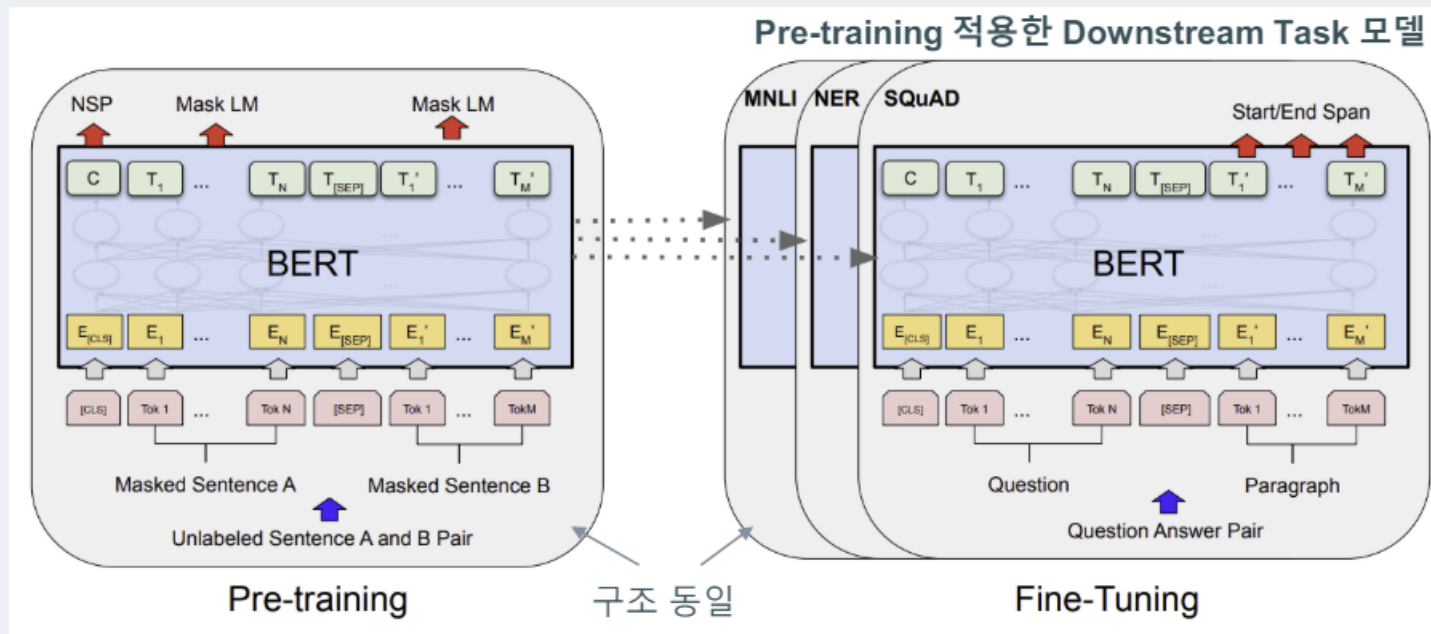 Pre-training 적용한 Downstream Task 모델
NSP Mask LM Mask LM
C T1 ... TN T[SEP] T1' ... TM'
...
...
BERT
E[CLS] E1 ... EN E[SEP] E1' ... EM'
[CLS] Tok 1 ... Tok N [SEP] Tok 1 ... TokM
Masked Sentence A Masked Sentence B
Unlabeled Sentence A and B Pair
Pre-training
구조 동일
MNLI NER SQuAD
Start/End Span
C T1 ... TN T[SEP] T1' ... TM'
...
...
BERT
E[CLS] E1 ... EN E[SEP] E1' ... EM'
[CLS] Tok 1 ... Tok N [SEP] Tok 1 ... TokM
Question Paragraph
Question Answer Pair
Fine-Tuning